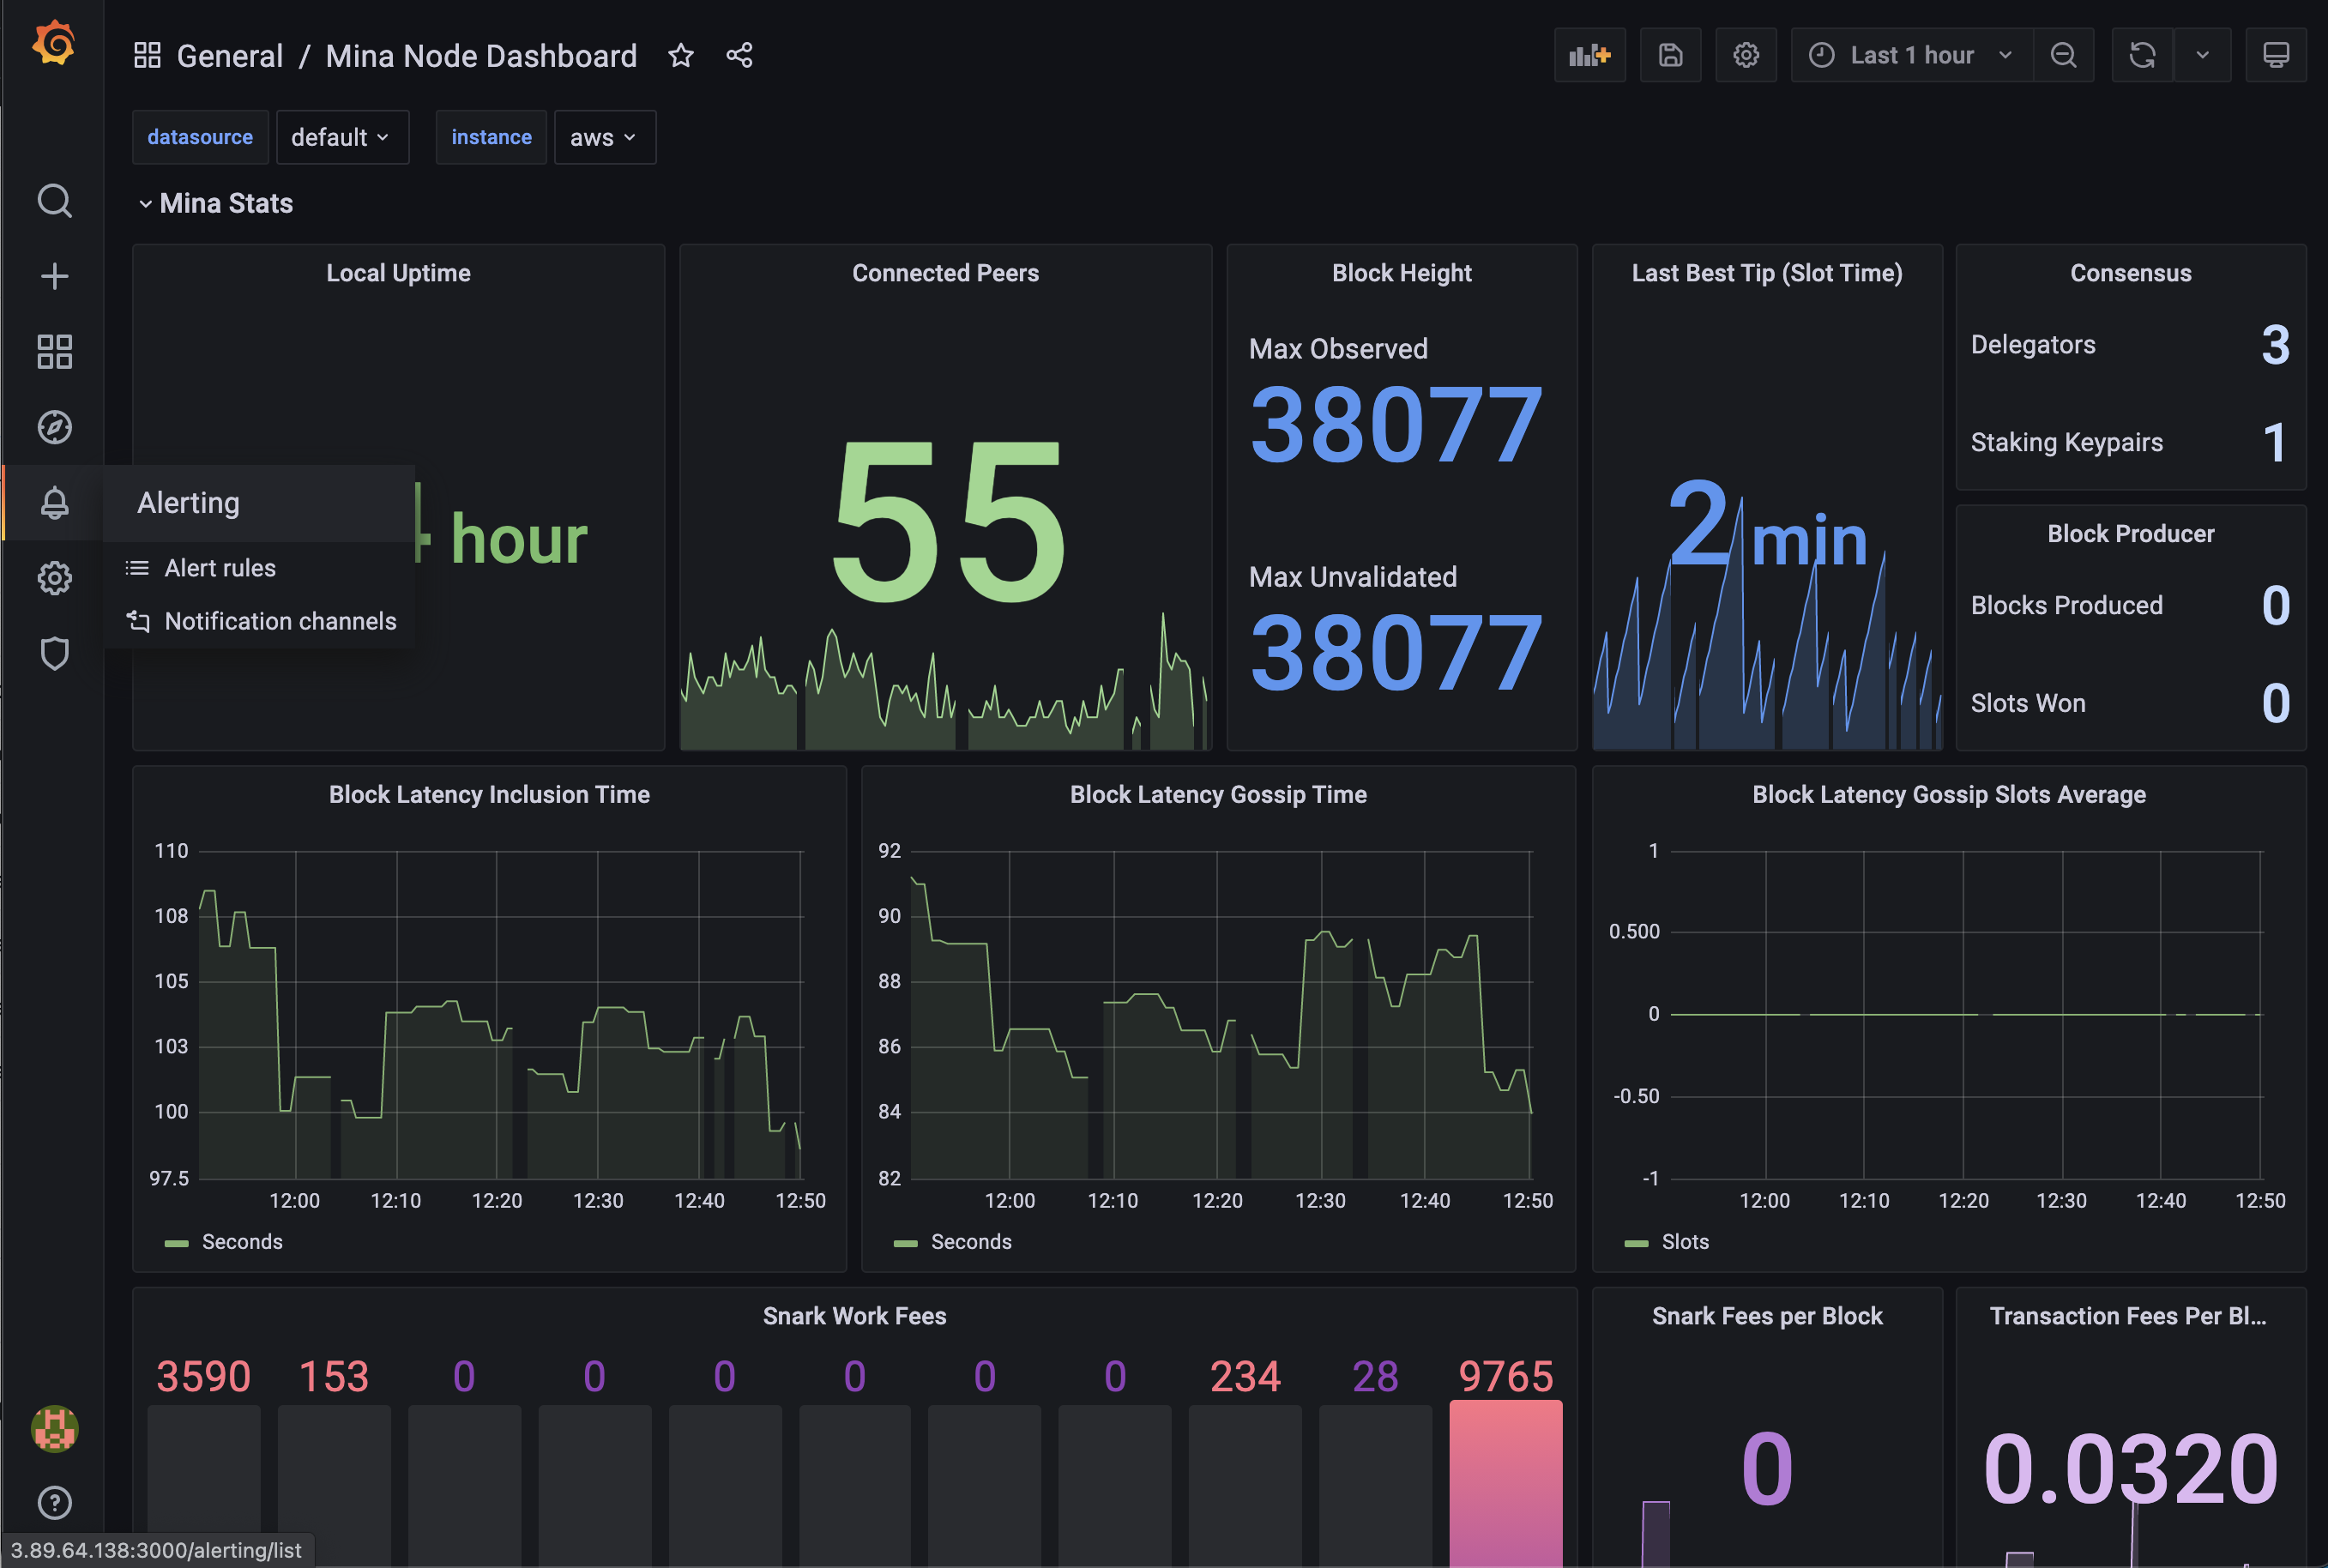 General / Mina Node Dashboard
Last 1 hour
datasource default instance aws
Mina Stats
Local Uptime
hour
Connected Peers
55
Block Height
Max Observed
38077
Max Unvalidated
38077
Last Best Tip (Slot Time)
2 min
Consensus
Delegators 3
Staking Keypairs 1
Block Producer
Blocks Produced 0
Slots Won 0
Alerting
Alert rules
Notification channels
Block Latency Inclusion Time
110
108
105
103
100
97.5
12:00 12:10 12:20 12:30 12:40 12:50
Seconds
Block Latency Gossip Time
92
90
88
86
84
82
12:00 12:10 12:20 12:30 12:40 12:50
Seconds
Block Latency Gossip Slots Average
1
0.500
0
-0.50
-1
12:00 12:10 12:20 12:30 12:40 12:50
Slots
Snark Work Fees
3590 153 0 0 0 0 0 0 234 28 9765
Snark Fees per Block
0
Transaction Fees Per Bl...
0.0320
3.89.64.138:3000/alerting/list